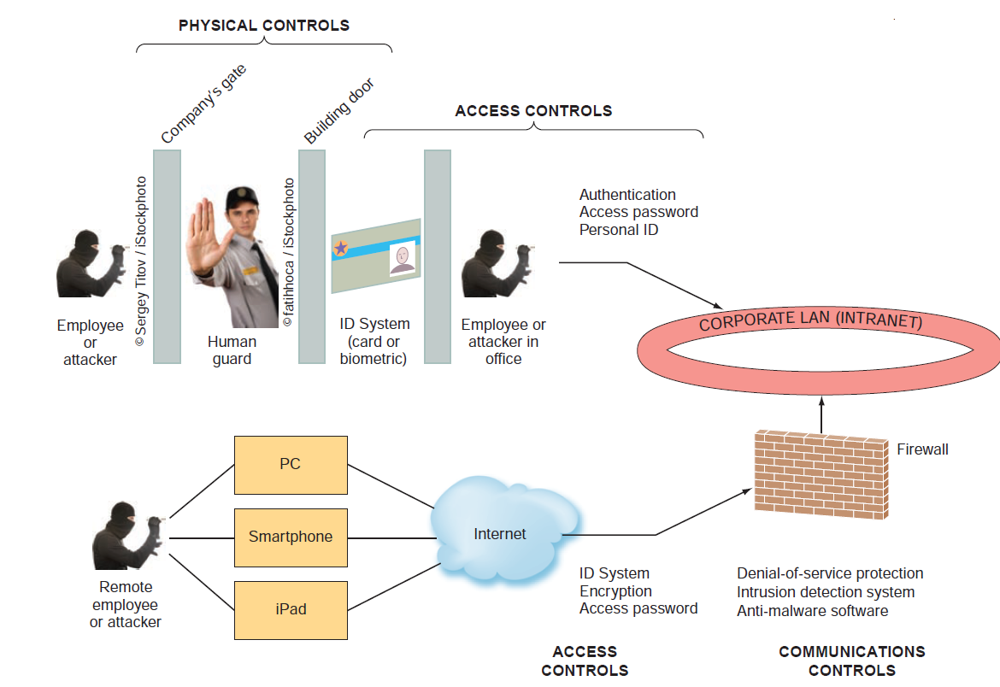 PHYSICAL CONTROLS
Company's gate
Building door
ACCESS CONTROLS
© Sergey Titov / iStockphoto
© fatihhoca / iStockphoto
Authentication
Access password
Personal ID
Employee
or
attacker
Human
guard
ID System
(card or
biometric)
Employee or
attacker in
office
CORPORATE LAN (INTRANET)
PC
Smartphone
iPad
Internet
Firewall
Remote
employee
or attacker
ID System
Encryption
Access password
Denial-of-service protection
Intrusion detection system
Anti-malware software
ACCESS
CONTROLS
COMMUNICATIONS
CONTROLS